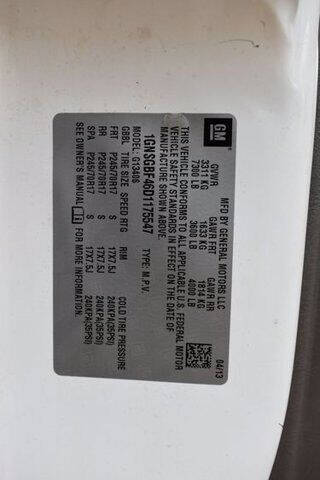 GM
MFD BY GENERAL MOTORS LLC 04/13
GVWR GAWR FRT GAWR RR
3311 KG 1633 KG 1814 KG
7300 LB 3600 LB 4000 LB
THIS VEHICLE CONFORMS TO ALL APPLICABLE U.S. FEDERAL MOTOR
VEHICLE SAFETY STANDARDS IN EFFECT ON THE DATE OF
MANUFACTURE SHOWN ABOVE.
1GNSGBF46D1175547 TYPE: M.P.V.
MODEL: G1340$
GBBL TIRE SIZE SPEED RTG RIM COLD TIRE PRESSURE
FRT P245/70R17 S 17X7.5J 240KPA(35PSI)
RR P245/70R17 S 17X7.5J 240KPA(35PSI)
SPA P245/70R17 S 17X7.5J 240KPA(35PSI)
SEE OWNER'S MANUAL FOR MORE INFORMATION.